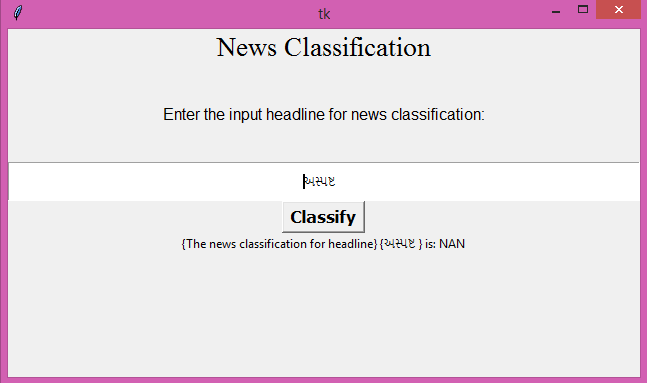 tk
News Classification
Enter the input headline for news classification:
અસ્પષ્ટ
Classify
{The news classification for headline} {અસ્પષ્ટ } is: NAN